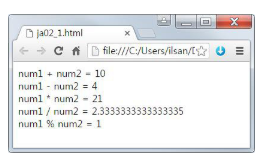 ja02_1.html
file:///C:/Users/ilsan/D
num1 + num2 = 10
num1 - num2 = 4
num1 * num2 = 21
num1 / num2 = 2.3333333333333335
num1 % num2 = 1